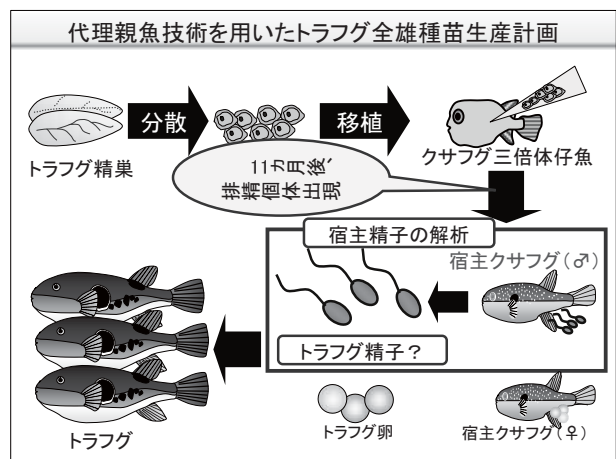 代理親魚技術を用いたトラフグ全雄種苗生産計画
分散
移植
トラフグ精巣
クサフグ三倍体仔魚
11カ月後、
排精個体出現
宿主精子の解析
宿主クサフグ(♂)
トラフグ精子?
トラフグ
トラフグ卵
宿主クサフグ(♀)